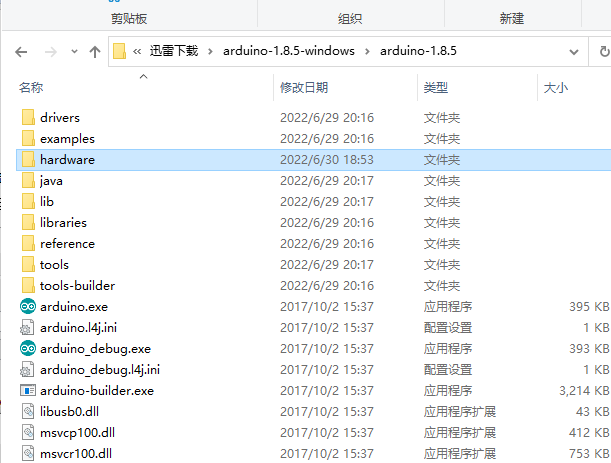 剪贴板 组织 新建
« 迅雷下载 > arduino-1.8.5-windows > arduino-1.8.5
名称 修改日期 类型 大小
drivers 2022/6/29 20:16 文件夹
examples 2022/6/29 20:16 文件夹
hardware 2022/6/30 18:53 文件夹
java 2022/6/29 20:17 文件夹
lib 2022/6/29 20:17 文件夹
libraries 2022/6/29 20:16 文件夹
reference 2022/6/29 20:16 文件夹
tools 2022/6/29 20:17 文件夹
tools-builder 2022/6/29 20:16 文件夹
arduino.exe 2017/10/2 15:37 应用程序 395 KB
arduino.l4j.ini 2017/10/2 15:37 配置设置 1 KB
arduino_debug.exe 2017/10/2 15:37 应用程序 393 KB
arduino_debug.l4j.ini 2017/10/2 15:37 配置设置 1 KB
arduino-builder.exe 2017/10/2 15:37 应用程序 3,214 KB
libusb0.dll 2017/10/2 15:37 应用程序扩展 43 KB
msvcp100.dll 2017/10/2 15:37 应用程序扩展 412 KB
msvcr100.dll 2017/10/2 15:37 应用程序扩展 753 KB